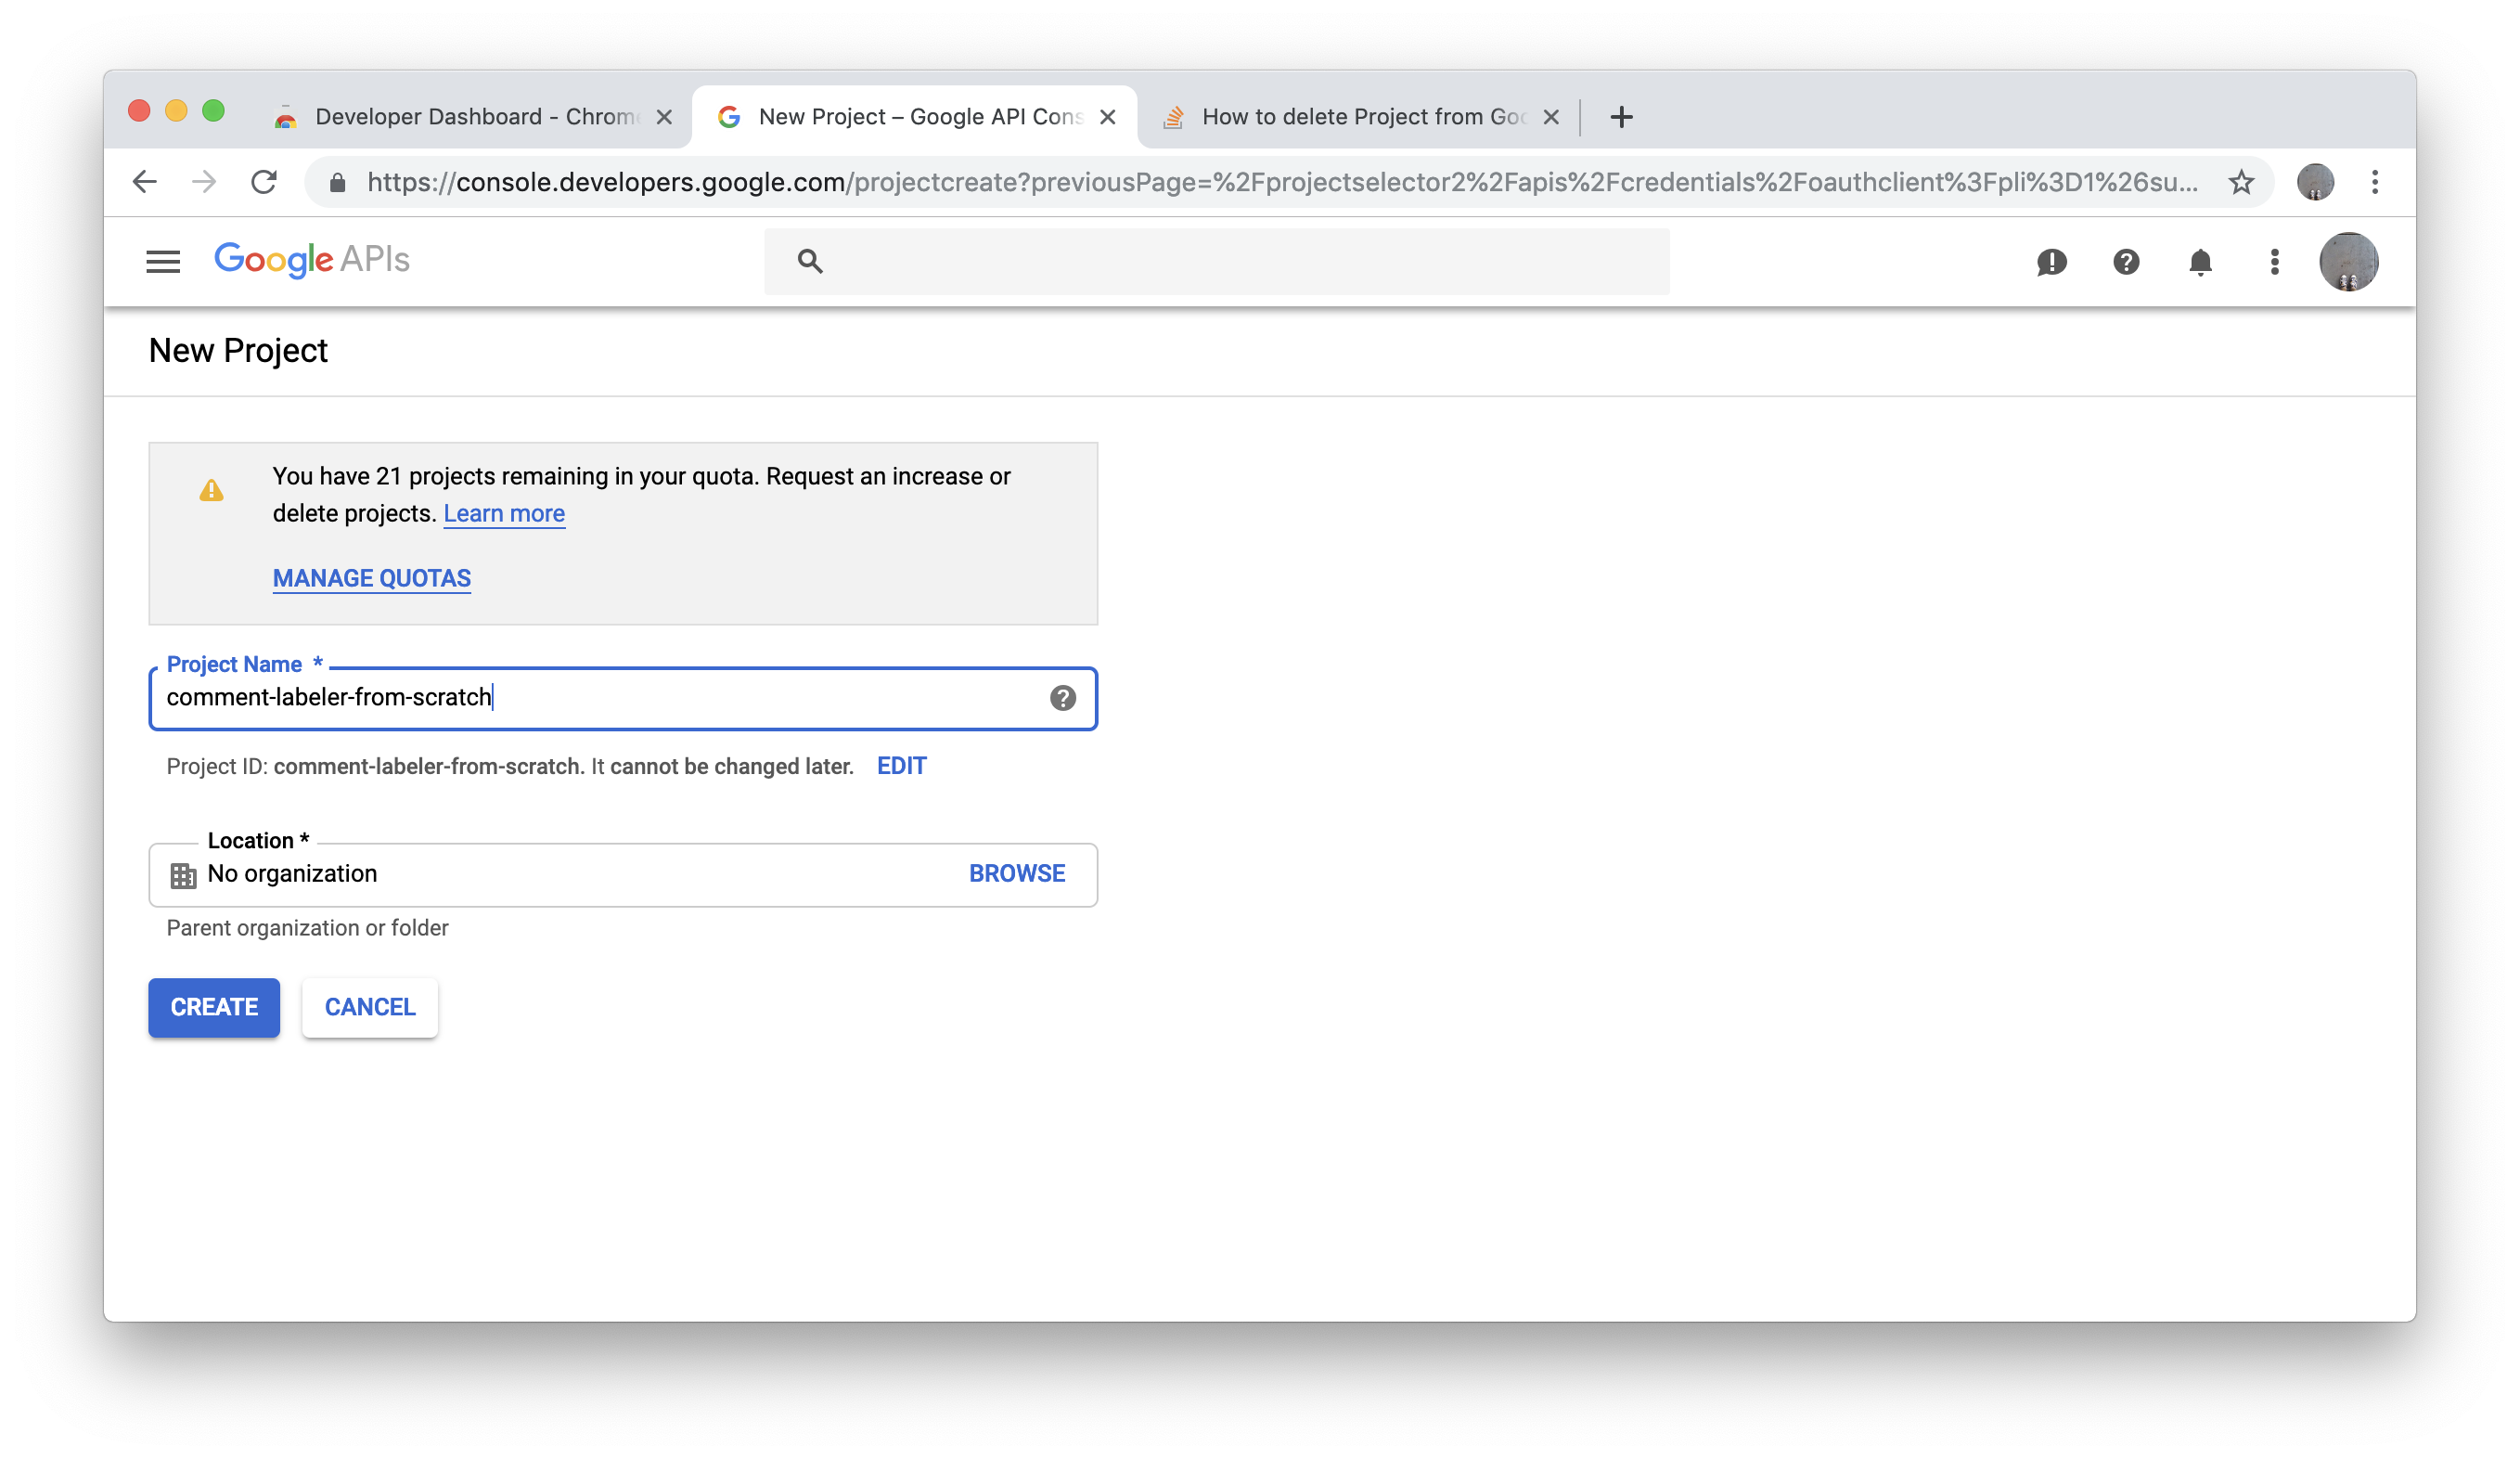 Developer Dashboard - Chrom
New Project – Google API Cons
How to delete Project from Goo
https://console.developers.google.com/projectcreate?previousPage=%2Fprojectselector2%2Fapis%2Fcredentials%2Foauthclient%3Fpli%3D1%26su...
Google APIs
New Project
You have 21 projects remaining in your quota. Request an increase or
delete projects. Learn more
MANAGE QUOTAS
Project Name *
comment-labeler-from-scratch
Project ID: comment-labeler-from-scratch. It cannot be changed later. EDIT
Location *
No organization BROWSE
Parent organization or folder
CREATE CANCEL